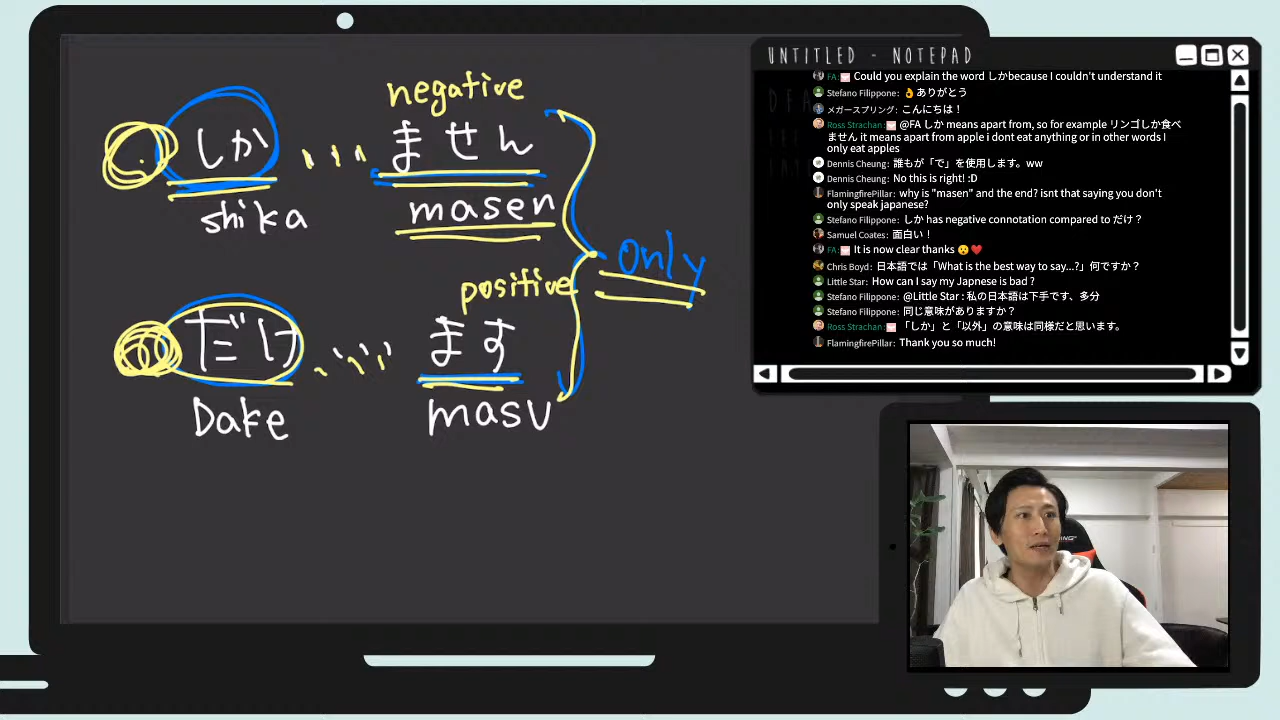 negative
しか ... ません
shika
masen
only
positive
だけ ます
Dake
masu
UNTITLED - NOTEPAD
FA: Could you explain the word しかbecause I couldn't understand it
Stefano Filippone: 👌ありがとう
メガースプリング: こんにちは！
Ross Strachan: @FA しか means apart from, so for example リンゴしか食べ
ません it means apart from apple i dont eat anything or in other words I
only eat apples
Dennis Cheung: 誰もが「で」を使用します。ww
Dennis Cheung: No this is right! :D
FlamingfirePillar: why is "masen" and the end? isnt that saying you don't
only speak japanese?
Stefano Filippone: しか has negative connotation compared to だけ？
Samuel Coates: 面白い！
FA: It is now clear thanks 😮❤️
Chris Boyd: 日本語では「What is the best way to say...?」何ですか？
Little Star: How can I say my Japnese is bad ?
Stefano Filippone: @Little Star : 私の日本語は下手です、多分
Stefano Filippone: 同じ意味がありますか？
Ross Strachan: 「しか」と「以外」の意味は同様だと思います。
FlamingfirePillar: Thank you so much!